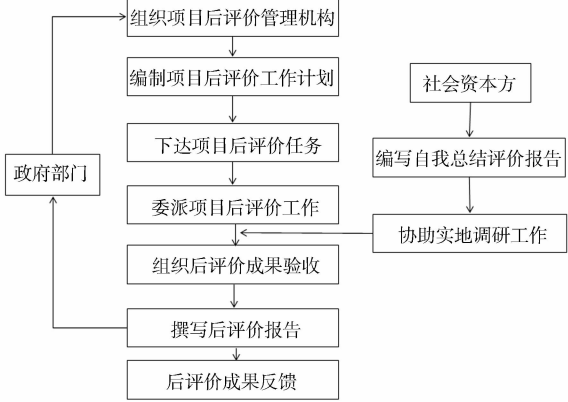 组织项目后评价管理机构
编制项目后评价工作计划
社会资本方
下达项目后评价任务
编写自我总结评价报告
政府部门
委派项目后评价工作
协助实地调研工作
组织后评价成果验收
撰写后评价报告
后评价成果反馈